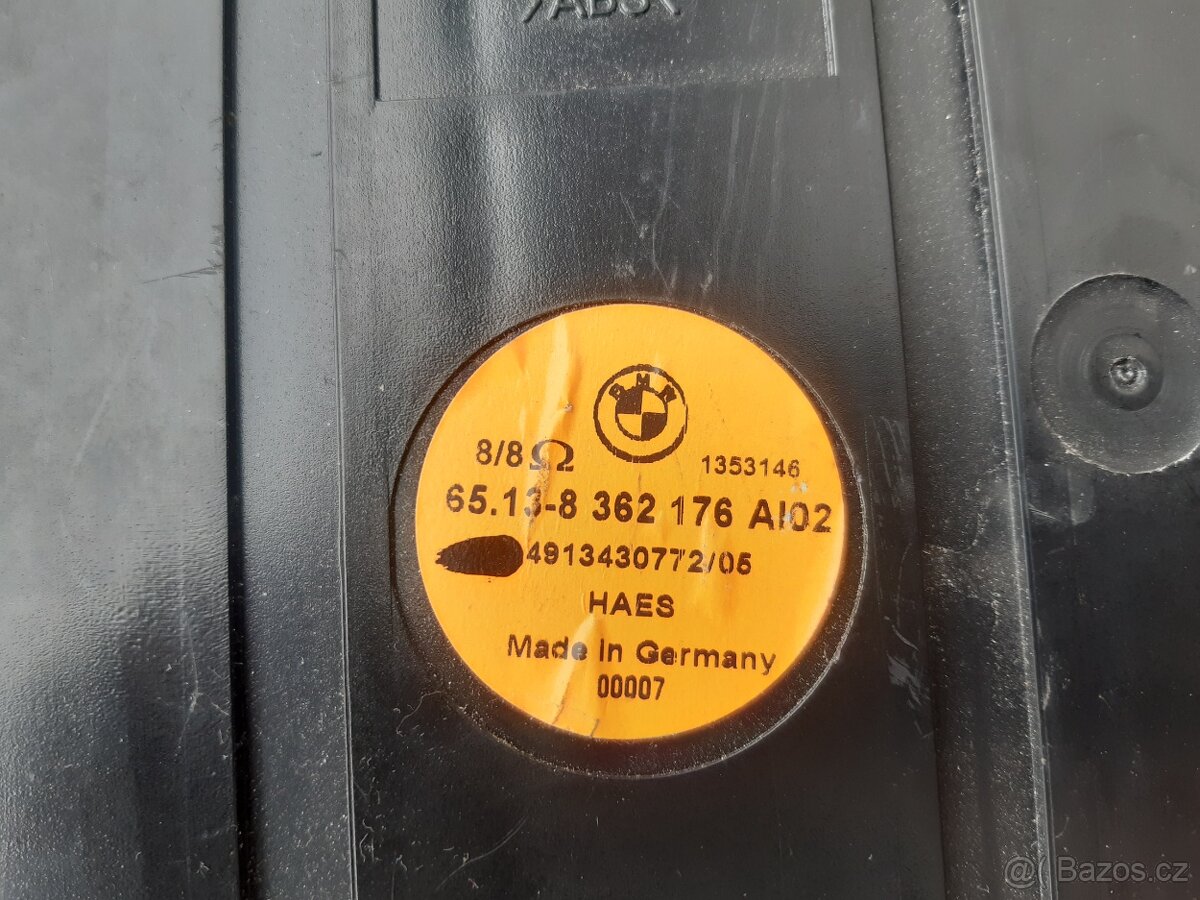 >ABS<
BMW
8/8 Ω
1353146
65.13-8 362 176 AI02
4913430772/05
HAES
Made in Germany
00007
@( Bazos.cz